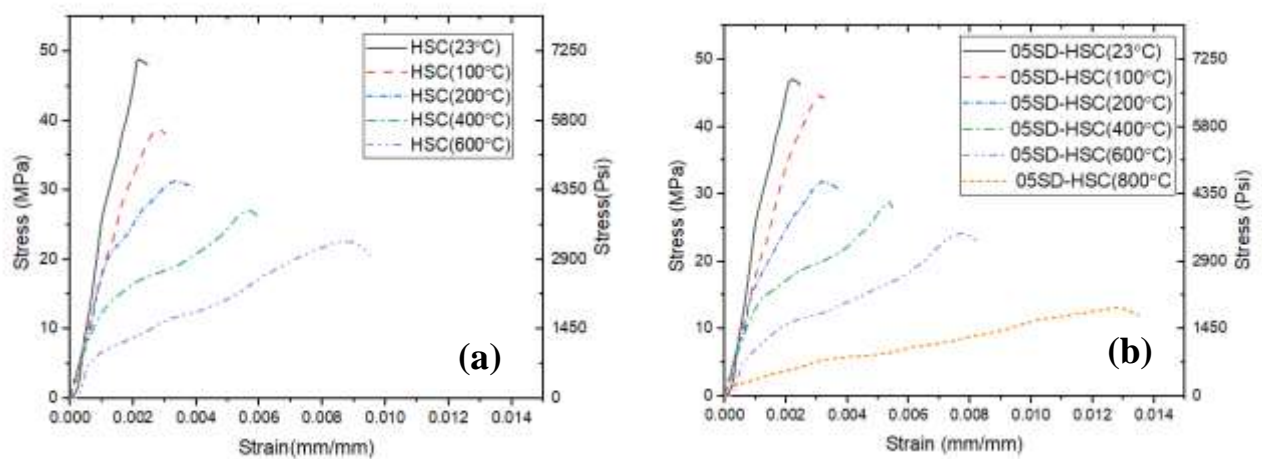 50
40
30
20
10
0
Stress (MPa)
7250
5800
4350
2900
1450
0
Stress(Psi)
HSC(23°C)
HSC(100°C)
HSC(200°C)
HSC(400°C)
HSC(600°C)
(a)
0.000 0.002 0.004 0.006 0.008 0.010 0.012 0.014
Strain(mm/mm)
50
40
30
20
10
0
Stress (MPa)
7250
5800
4350
2900
1450
0
Stress (Psi)
05SD-HSC(23°C)
05SD-HSC(100°C)
05SD-HSC(200°C)
05SD-HSC(400°C)
05SD-HSC(600°C)
05SD-HSC(800°C
(b)
0.000 0.002 0.004 0.006 0.008 0.010 0.012 0.014
Strain (mm/mm)